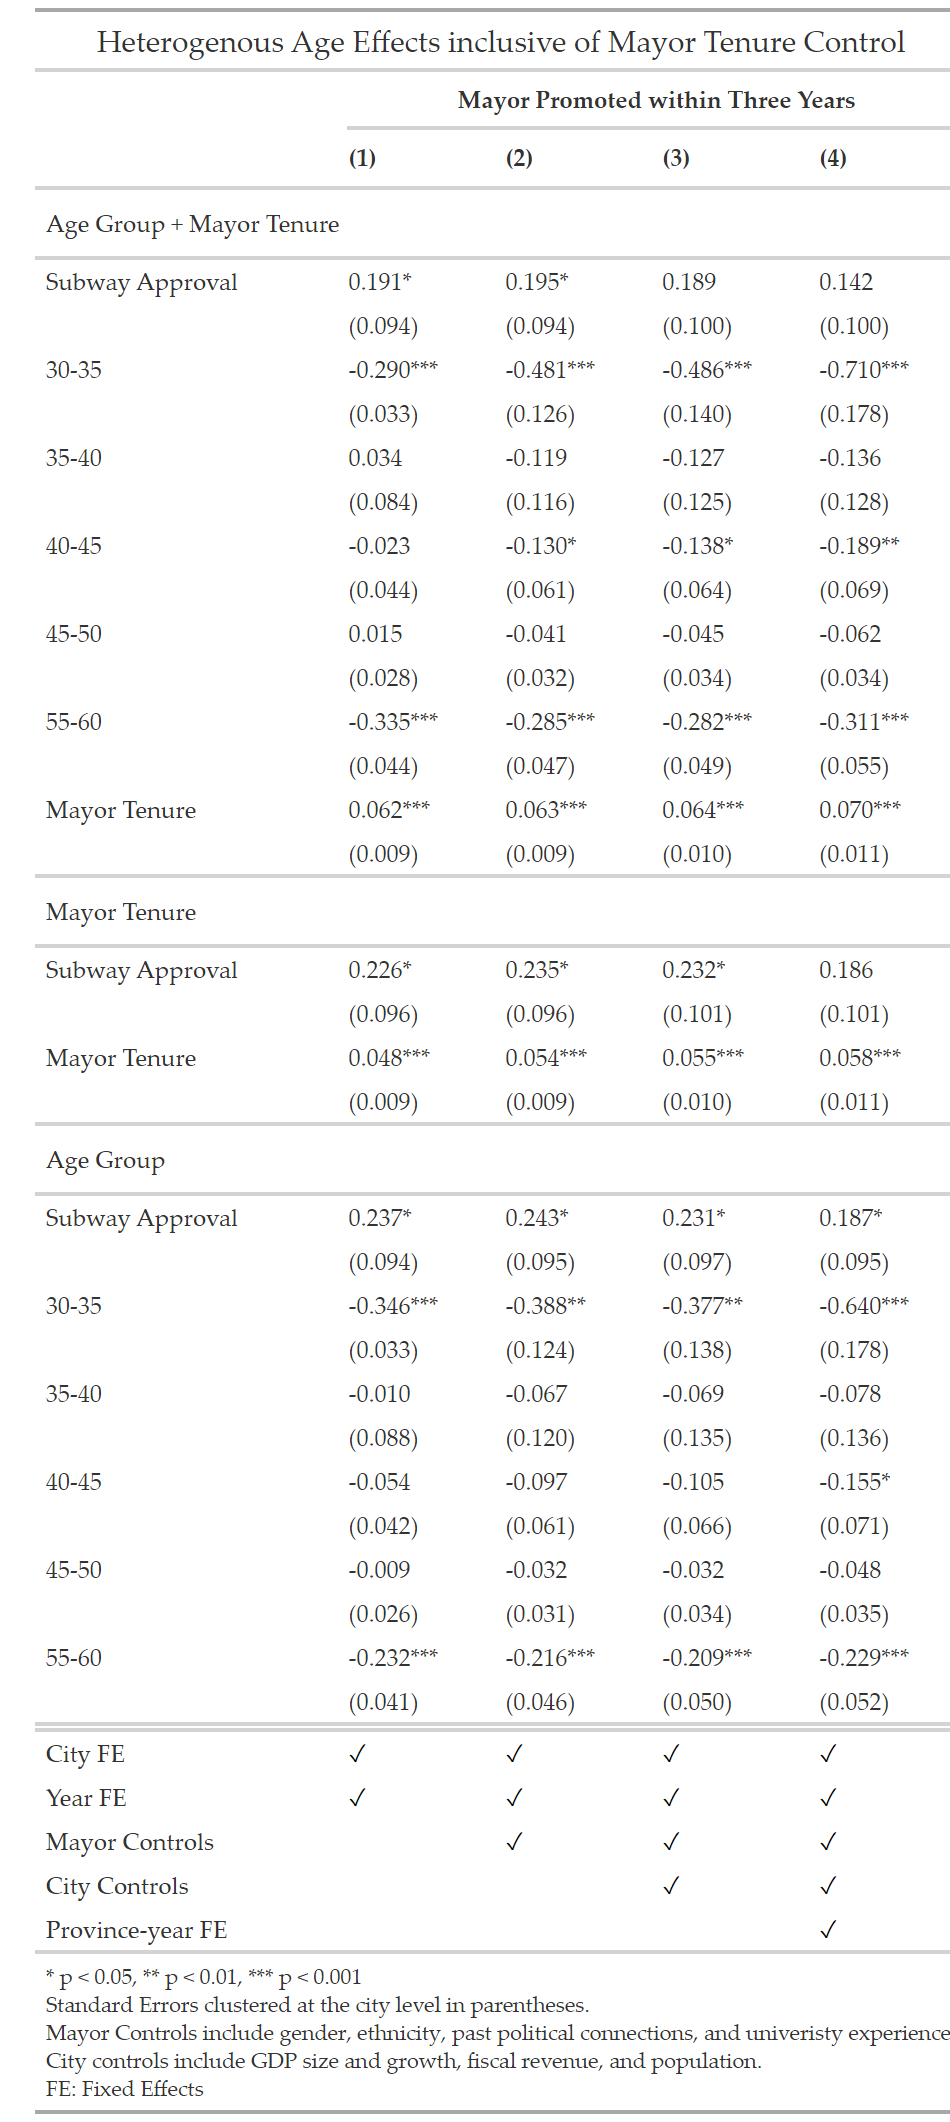 Heterogenous Age Effects inclusive of Mayor Tenure Control
Mayor Promoted within Three Years
(1) (2) (3) (4)
Age Group + Mayor Tenure
Subway Approval 0.191* 0.195* 0.189 0.142
(0.094) (0.094) (0.100) (0.100)
30-35 -0.290*** -0.481*** -0.486*** -0.710***
(0.033) (0.126) (0.140) (0.178)
35-40 0.034 -0.119 -0.127 -0.136
(0.084) (0.116) (0.125) (0.128)
40-45 -0.023 -0.130* -0.138* -0.189**
(0.044) (0.061) (0.064) (0.069)
45-50 0.015 -0.041 -0.045 -0.062
(0.028) (0.032) (0.034) (0.034)
55-60 -0.335*** -0.285*** -0.282*** -0.311***
(0.044) (0.047) (0.049) (0.055)
Mayor Tenure 0.062*** 0.063*** 0.064*** 0.070***
(0.009) (0.009) (0.010) (0.011)
Mayor Tenure
Subway Approval 0.226* 0.235* 0.232* 0.186
(0.096) (0.096) (0.101) (0.101)
Mayor Tenure 0.048*** 0.054*** 0.055*** 0.058***
(0.009) (0.009) (0.010) (0.011)
Age Group
Subway Approval 0.237* 0.243* 0.231* 0.187*
(0.094) (0.095) (0.097) (0.095)
30-35 -0.346*** -0.388** -0.377** -0.640***
(0.033) (0.124) (0.138) (0.178)
35-40 -0.010 -0.067 -0.069 -0.078
(0.088) (0.120) (0.135) (0.136)
40-45 -0.054 -0.097 -0.105 -0.155*
(0.042) (0.061) (0.066) (0.071)
45-50 -0.009 -0.032 -0.032 -0.048
(0.026) (0.031) (0.034) (0.035)
55-60 -0.232*** -0.216*** -0.209*** -0.229***
(0.041) (0.046) (0.050) (0.052)
City FE ✓ ✓ ✓ ✓
Year FE ✓ ✓ ✓ ✓
Mayor Controls ✓ ✓ ✓
City Controls ✓ ✓
Province-year FE ✓
* p < 0.05, ** p < 0.01, *** p < 0.001
Standard Errors clustered at the city level in parentheses.
Mayor Controls include gender, ethnicity, past political connections, and univeristy experience
City controls include GDP size and growth, fiscal revenue, and population.
FE: Fixed Effects